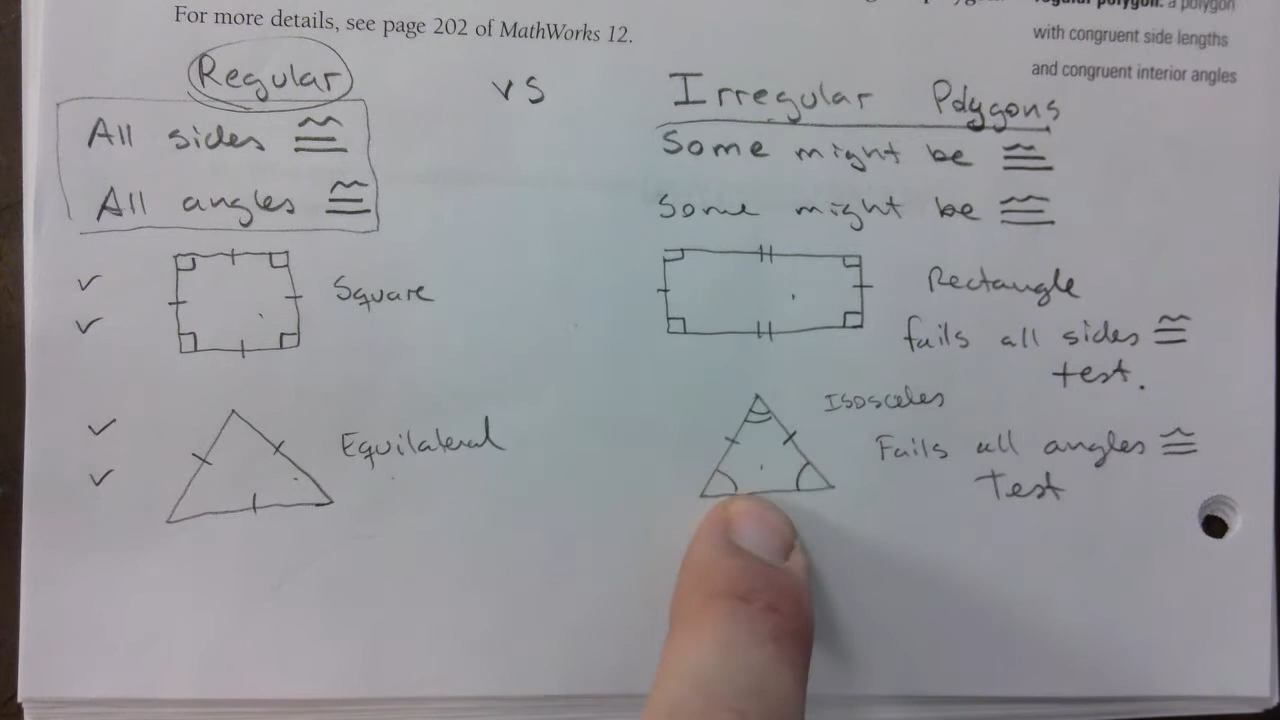 For more details, see page 202 of MathWorks 12.
polygon
with congruent side lengths
and congruent interior angles
Regular vs Irregular Polygons
All sides ≅
All angles ≅
Some might be ≅
Some might be ≅
Square
Rectangle
fails all sides ≅
test.
Equilateral
Isosceles
Fails all angles ≅
Test